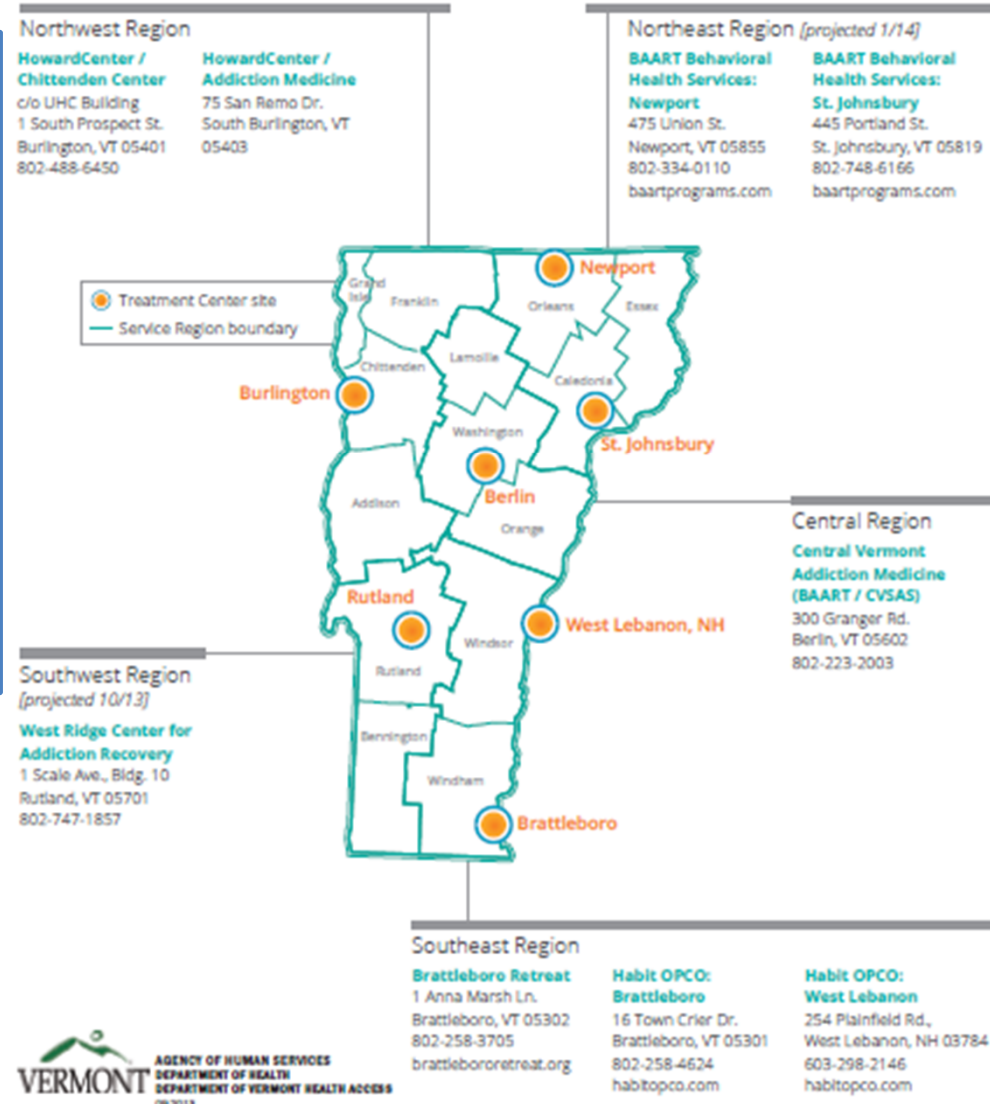 Northwest Region
HowardCenter /
Chittenden Center
c/o UHC Building
1 South Prospect St.
Burlington, VT 05401
802-488-6450
HowardCenter /
Addiction Medicine
75 San Remo Dr.
South Burlington, VT
05403
Northeast Region [projected 1/14]
BAART Behavioral
Health Services:
Newport
475 Union St.
Newport, VT 05855
802-334-0110
baartprograms.com
BAART Behavioral
Health Services:
St. Johnsbury
445 Portland St.
St. Johnsbury, VT 05819
802-748-6166
baartprograms.com
Treatment Center site
Service Region boundary
Grand
Isle
Franklin
Newport
Orleans
Essex
Lamoille
Chittenden
Caledonia
Burlington
Washington
St. Johnsbury
Berlin
Addison
Orange
Rutland
West Lebanon, NH
Windsor
Rutland
Bennington
Windham
Brattleboro
Central Region
Central Vermont
Addiction Medicine
(BAART / CVSAS)
300 Granger Rd.
Berlin, VT 05602
802-223-2003
Southwest Region
[projected 10/13]
West Ridge Center for
Addiction Recovery
1 Scale Ave., Bldg. 10
Rutland, VT 05701
802-747-1857
Southeast Region
Brattleboro Retreat
1 Anna Marsh Ln.
Brattleboro, VT 05302
802-258-3705
brattlebororetreat.org
Habit OPCO:
Brattleboro
16 Town Crier Dr.
Brattleboro, VT 05301
802-258-4624
habitopco.com
Habit OPCO:
West Lebanon
254 Plainfield Rd.,
West Lebanon, NH 03784
603-298-2146
habitopco.com
VERMONT
AGENCY OF HUMAN SERVICES
DEPARTMENT OF HEALTH
DEPARTMENT OF VERMONT HEALTH ACCESS